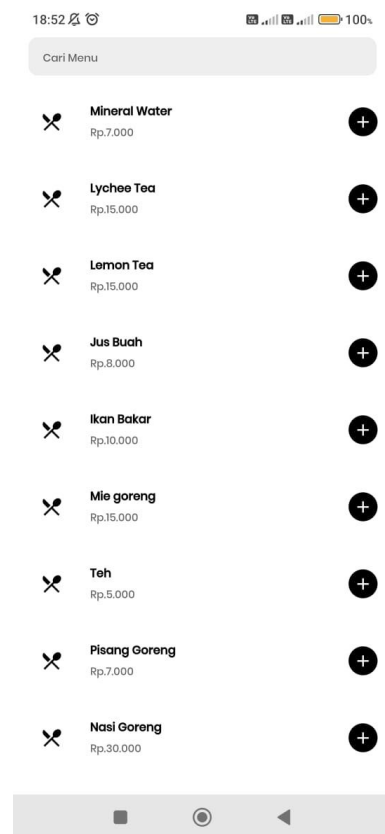 18:52
100%
Cari Menu
Mineral Water
Rp.7.000
Lychee Tea
Rp.15.000
Lemon Tea
Rp.15.000
Jus Buah
Rp.8.000
Ikan Bakar
Rp.10.000
Mie goreng
Rp.15.000
Teh
Rp.5.000
Pisang Goreng
Rp.7.000
Nasi Goreng
Rp.30.000